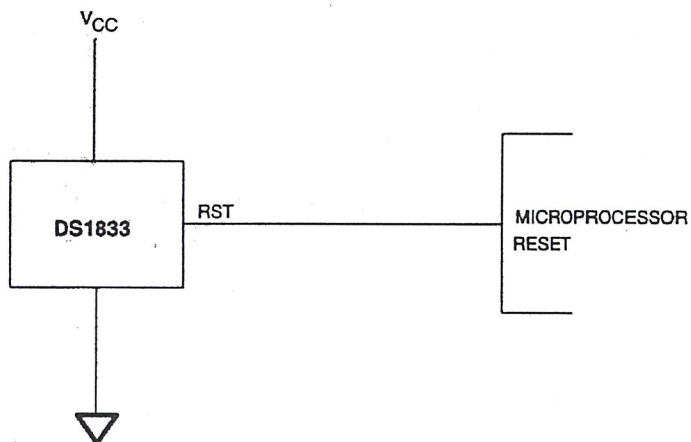 VCC
RST
DS1833
MICROPROCESSOR
RESET